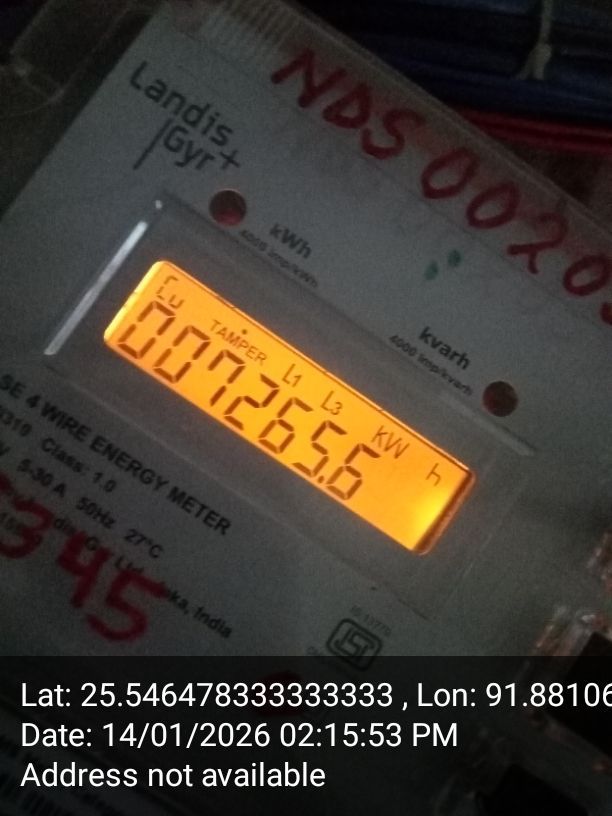 Landis
|Gyr+
NDS 0020
kWh
4000 imp/kWh
kvarh
4000 imp/kvarh
Cu TAMPER L1 L3 kW h
007265.6
SE 4 WIRE ENERGY METER
Class: 1.0
5-30 A 50Hz 27°C
India
345
Lat: 25.546478333333333 , Lon: 91.88106
Date: 14/01/2026 02:15:53 PM
Address not available